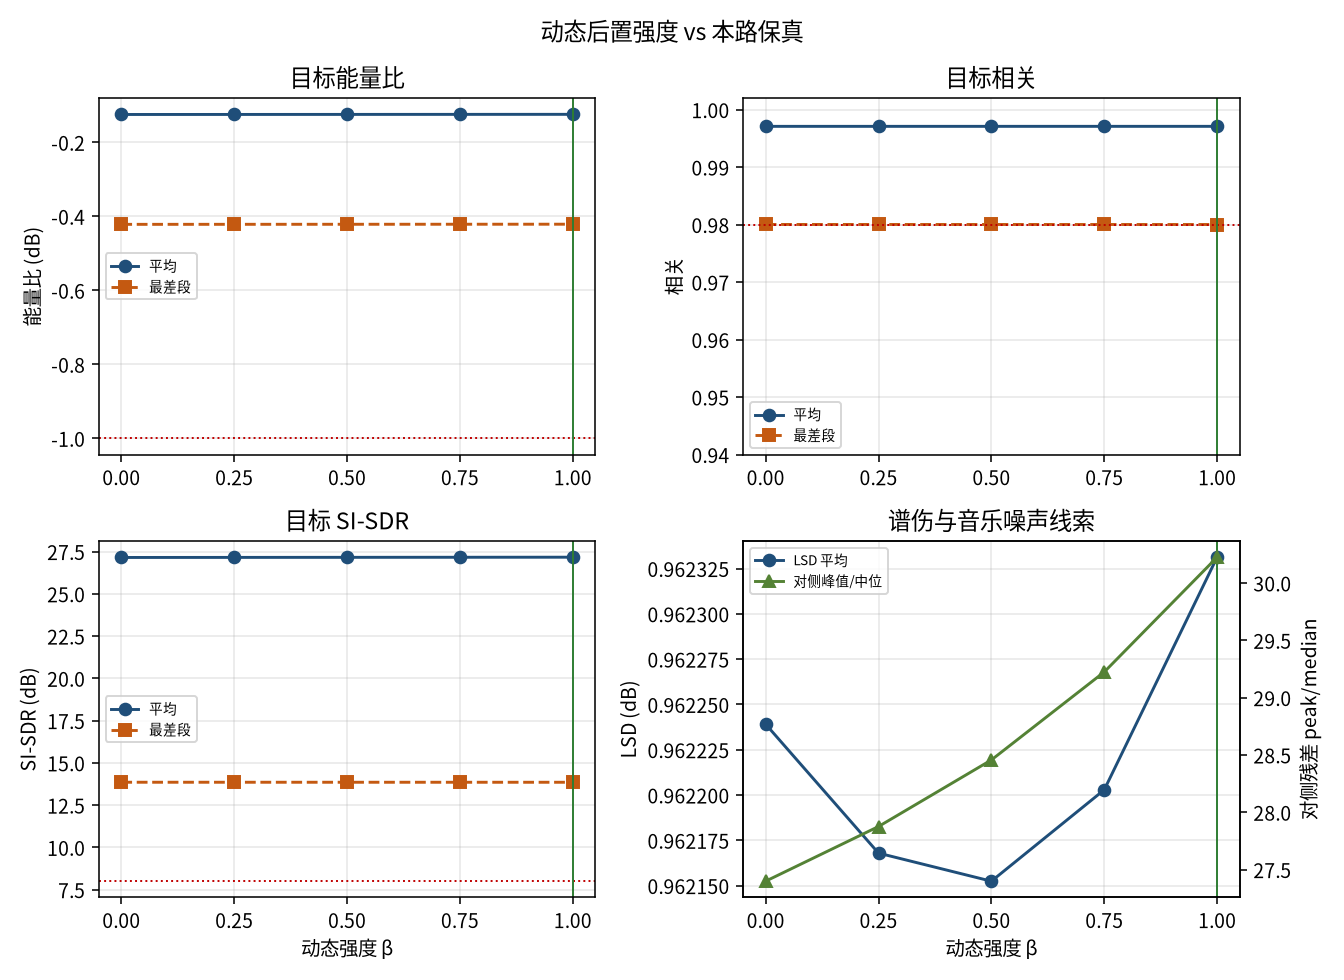 动态后置强度 vs 本路保真
目标能量比
能量比 (dB)
-0.2
-0.4
-0.6
-0.8
-1.0
平均
最差段
0.00 0.25 0.50 0.75 1.00
目标相关
相关
1.00
0.99
0.98
0.97
0.96
0.95
0.94
平均
最差段
0.00 0.25 0.50 0.75 1.00
目标 SI-SDR
SI-SDR (dB)
27.5
25.0
22.5
20.0
17.5
15.0
12.5
10.0
7.5
平均
最差段
0.00 0.25 0.50 0.75 1.00
动态强度 β
谱伤与音乐噪声线索
LSD (dB)
0.962325
0.962300
0.962275
0.962250
0.962225
0.962200
0.962175
0.962150
LSD 平均
对侧峰值/中位
30.0
29.5
29.0
28.5
28.0
27.5
对侧残差 peak/median
0.00 0.25 0.50 0.75 1.00
动态强度 β